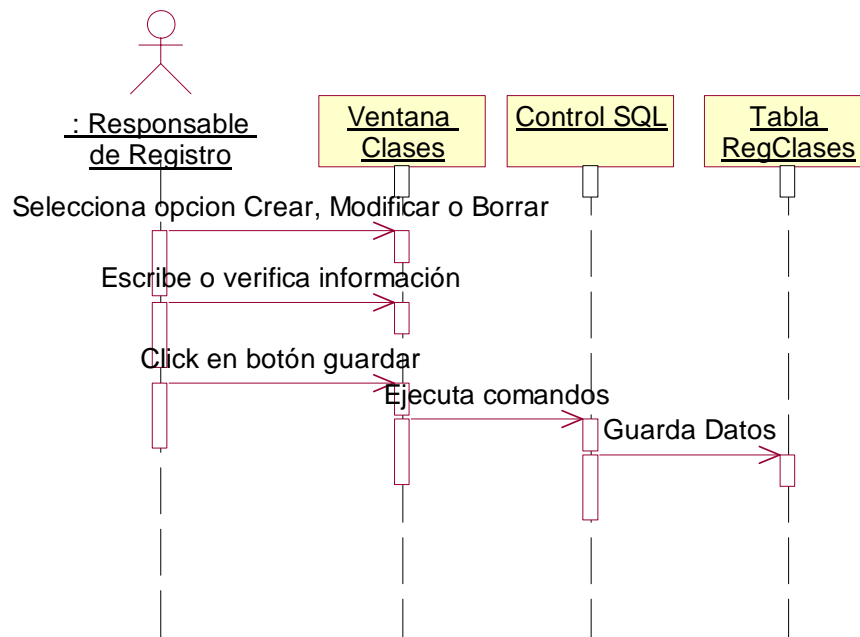 : Responsable
de Registro
Ventana
Clases
Control SQL
Tabla
RegClases
Selecciona opcion Crear, Modificar o Borrar
Escribe o verifica información
Click en botón guardar
Ejecuta comandos
Guarda Datos